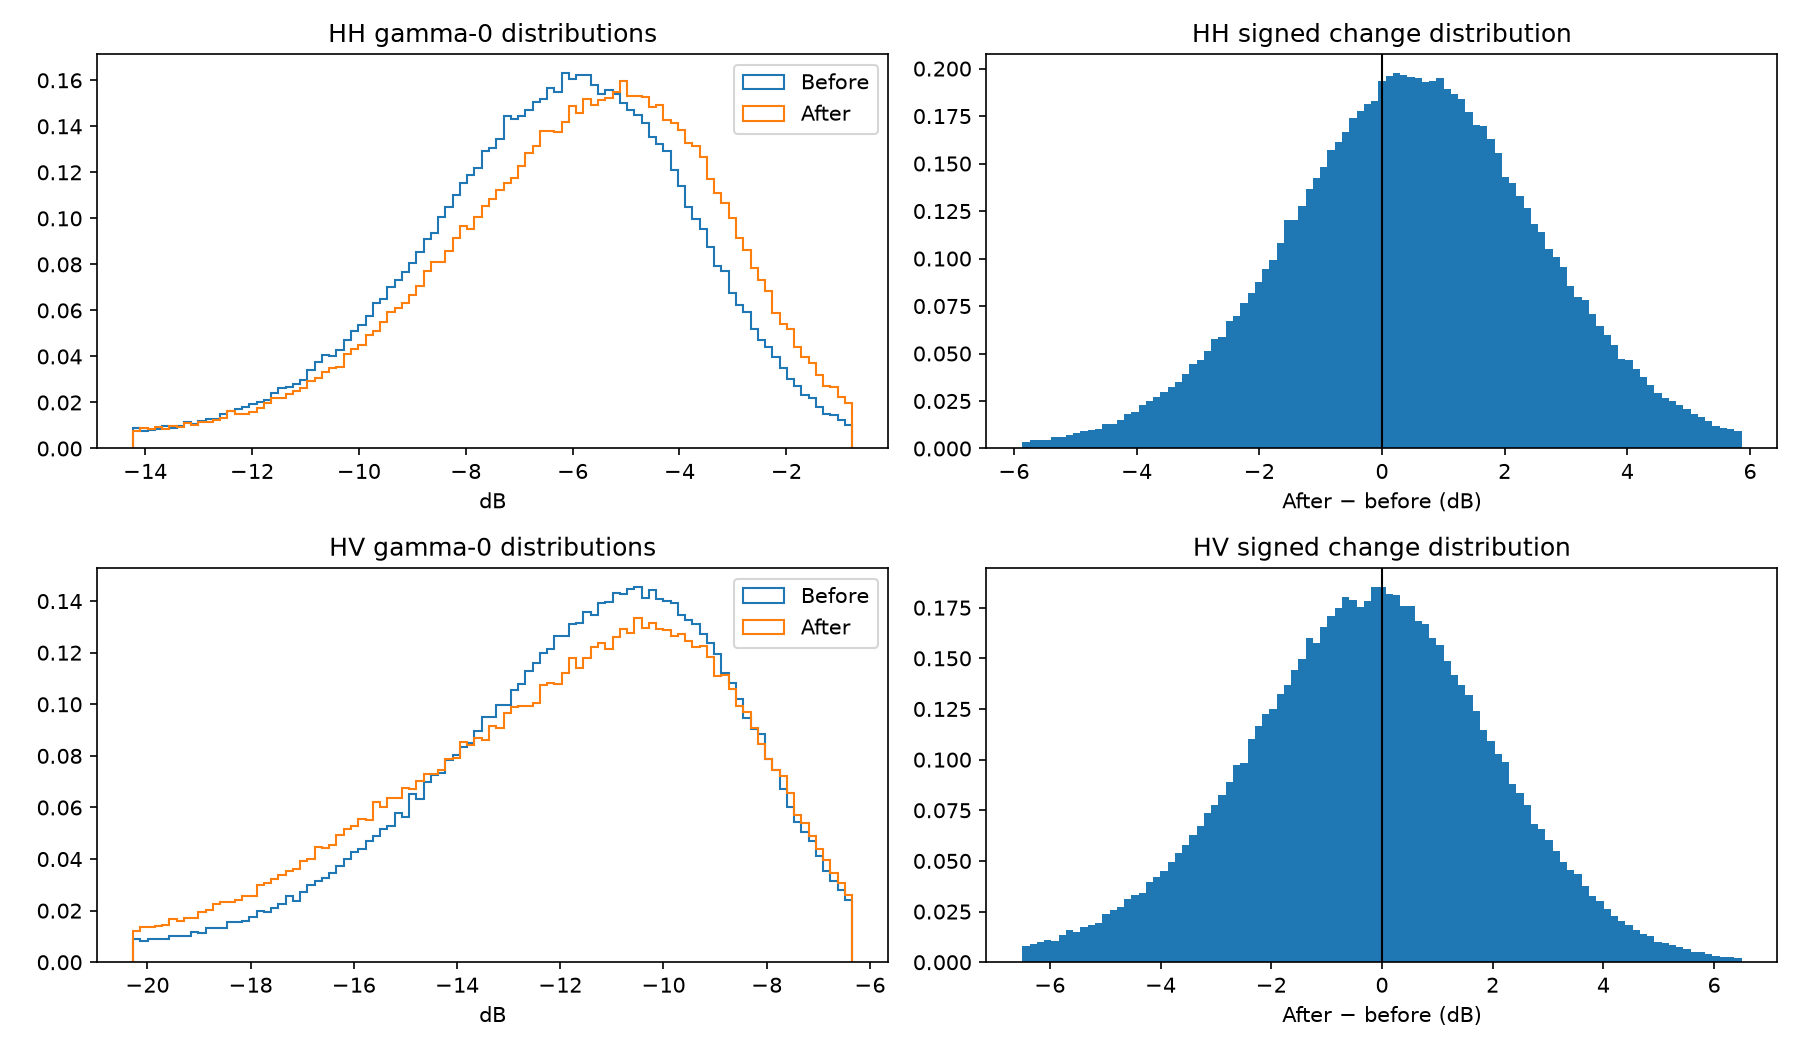 HH gamma-0 distributions
0.16
0.14
0.12
0.10
0.08
0.06
0.04
0.02
0.00
Before
After
−14 −12 −10 −8 −6 −4 −2
dB
HH signed change distribution
0.200
0.175
0.150
0.125
0.100
0.075
0.050
0.025
0.000
−6 −4 −2 0 2 4 6
After − before (dB)
HV gamma-0 distributions
0.14
0.12
0.10
0.08
0.06
0.04
0.02
0.00
Before
After
−20 −18 −16 −14 −12 −10 −8 −6
dB
HV signed change distribution
0.175
0.150
0.125
0.100
0.075
0.050
0.025
0.000
−6 −4 −2 0 2 4 6
After − before (dB)